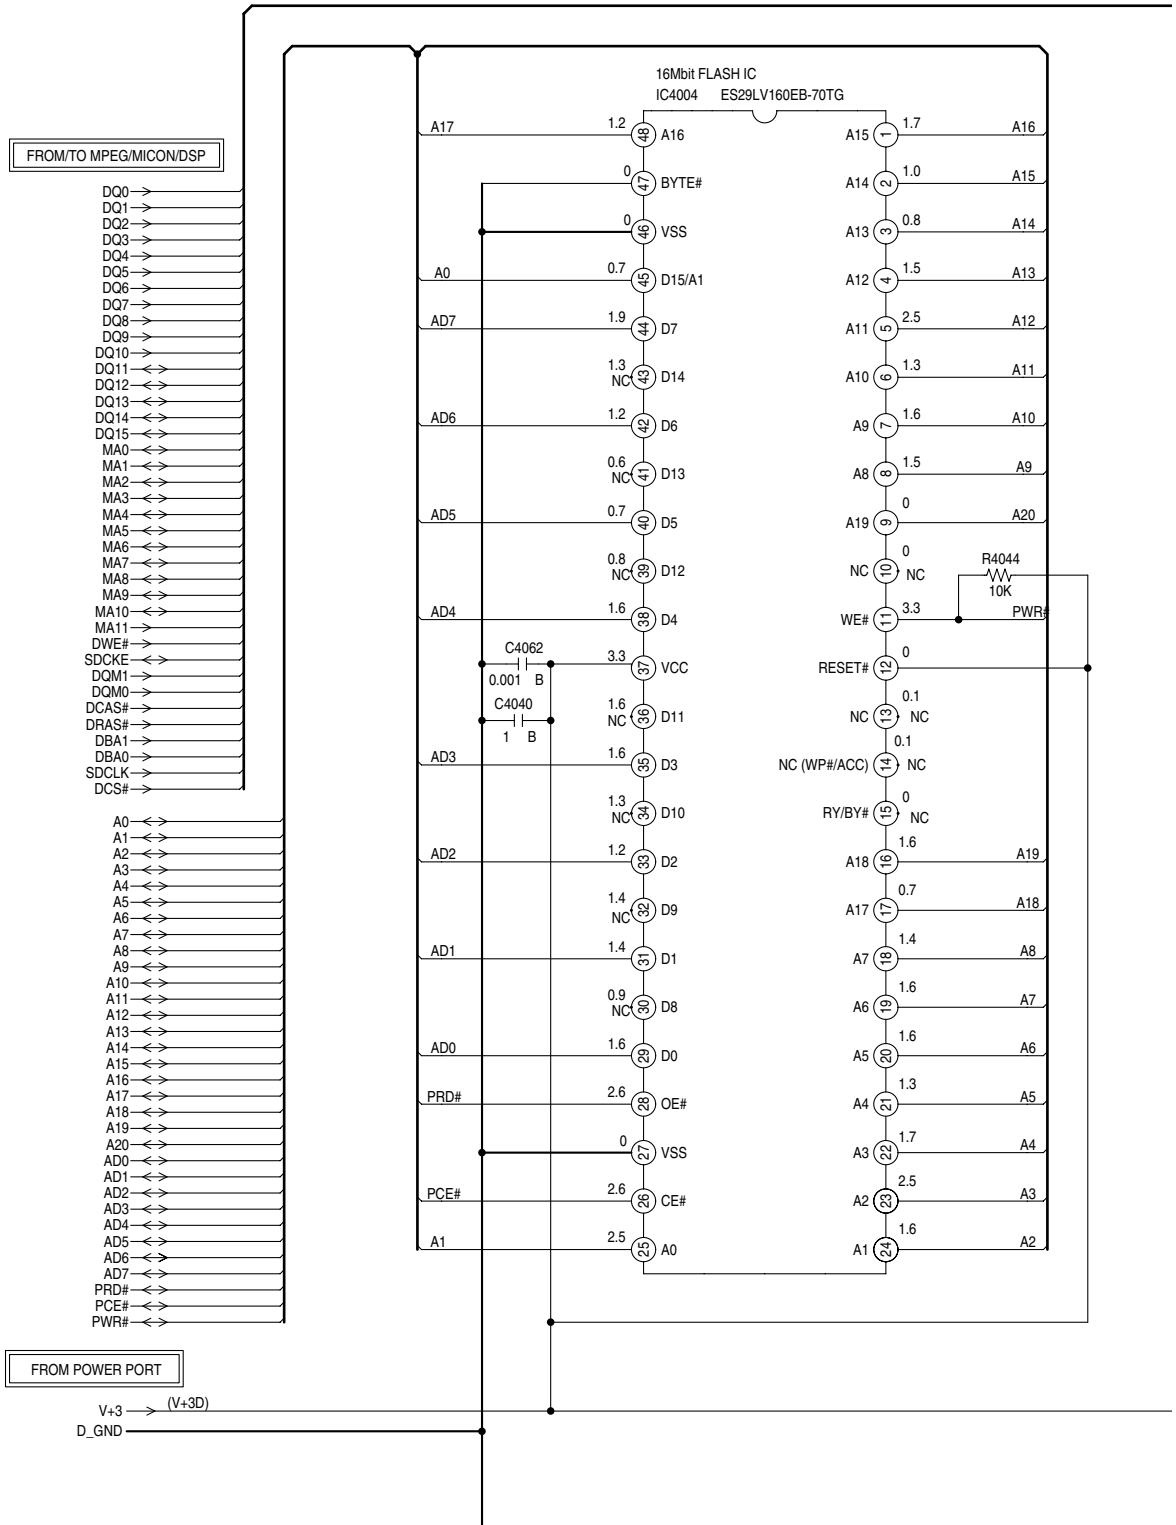 16Mbit FLASH IC
IC4004 ES29LV160EB-70TG
FROM/TO MPEG/MICON/DSP
DQ0
DQ1
DQ2
DQ3
DQ4
DQ5
DQ6
DQ7
DQ8
DQ9
DQ10
DQ11
DQ12
DQ13
DQ14
DQ15
MA0
MA1
MA2
MA3
MA4
MA5
MA6
MA7
MA8
MA9
MA10
MA11
DWE#
SDCKE
DQM1
DQM0
DCAS#
DRAS#
DBA1
DBA0
SDCLK
DCS#
A0
A1
A2
A3
A4
A5
A6
A7
A8
A9
A10
A11
A12
A13
A14
A15
A16
A17
A18
A19
A20
AD0
AD1
AD2
AD3
AD4
AD5
AD6
AD7
PRD#
PCE#
PWR#
FROM POWER PORT
V+3 (V+3D)
D_GND
A17 1.2 48 A16
0 47 BYTE#
0 46 VSS
A0 0.7 45 D15/A1
AD7 1.9 44 D7
1.3 NC 43 D14
AD6 1.2 42 D6
0.6 NC 41 D13
AD5 0.7 40 D5
0.8 NC 39 D12
AD4 1.6 38 D4
C4062
0.001 B
3.3 37 VCC
C4040
1 B
1.6 NC 36 D11
AD3 1.6 35 D3
1.3 NC 34 D10
AD2 1.2 33 D2
1.4 NC 32 D9
AD1 1.4 31 D1
0.9 NC 30 D8
AD0 1.6 29 D0
PRD# 2.6 28 OE#
0 27 VSS
PCE# 2.6 26 CE#
A1 2.5 25 A0
A15 1 1.7 A16
A14 2 1.0 A15
A13 3 0.8 A14
A12 4 1.5 A13
A11 5 2.5 A12
A10 6 1.3 A11
A9 7 1.6 A10
A8 8 1.5 A9
A19 9 0 A20
NC 10 0 NC
R4044
10K
WE# 11 3.3 PWR#
RESET# 12 0
NC 13 0.1 NC
NC (WP#/ACC) 14 0.1 NC
RY/BY# 15 0 NC
A18 16 1.6 A19
A17 17 0.7 A18
A7 18 1.4 A8
A6 19 1.6 A7
A5 20 1.6 A6
A4 21 1.3 A5
A3 22 1.7 A4
A2 23 2.5 A3
A1 24 1.6 A2